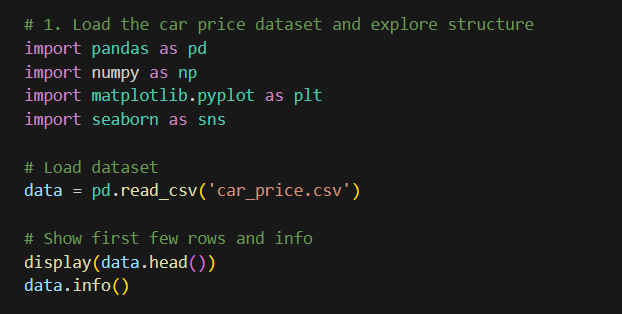 # 1. Load the car price dataset and explore structure
import pandas as pd
import numpy as np
import matplotlib.pyplot as plt
import seaborn as sns
# Load dataset
data = pd.read_csv('car_price.csv')
# Show first few rows and info
display(data.head())
data.info()